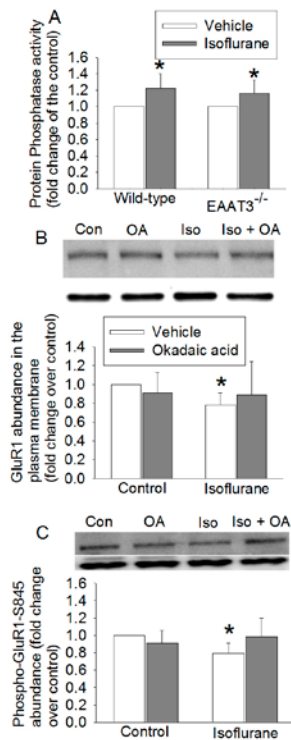 A
Vehicle
Isoflurane
Protein Phosphatase activity
(fold change of the control)
1.4
1.2
1.0
0.8
0.6
0.4
0.2
0.0
*
*
Wild-type
EAAT3-/-
B
Con OA Iso Iso + OA
Vehicle
Okadaic acid
GluR1 abundance in the
plasma membrane
(fold change over control)
1.4
1.2
1.0
0.8
0.6
0.4
0.2
0.0
*
Control Isoflurane
C
Con OA Iso Iso + OA
Phospho-GluR1-S845
abundance (fold change
over control)
1.4
1.2
1.0
0.8
0.6
0.4
0.2
0.0
*
Control Isoflurane